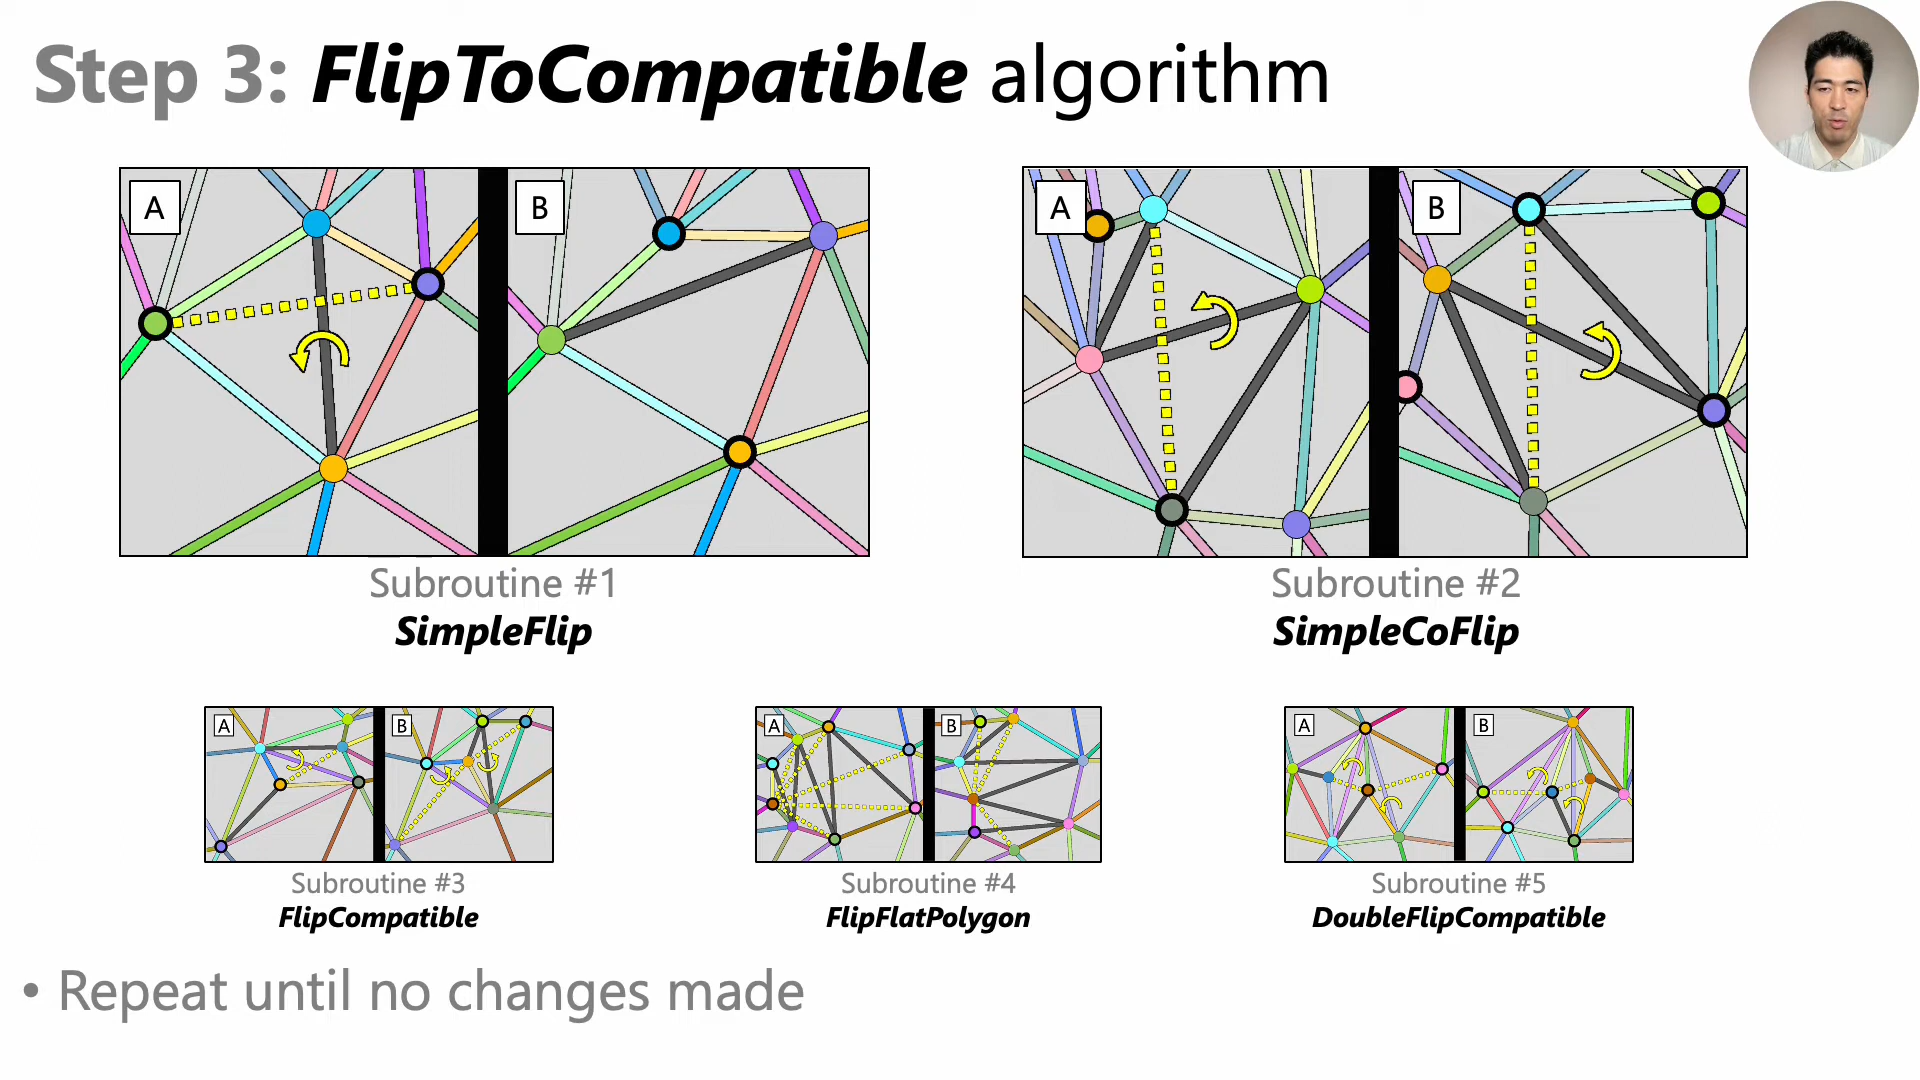 Step 3: FlipToCompatible algorithm
A
B
Subroutine #1
SimpleFlip
A
B
Subroutine #2
SimpleCoFlip
A
B
Subroutine #3
FlipCompatible
A
B
Subroutine #4
FlipFlatPolygon
A
B
Subroutine #5
DoubleFlipCompatible
• Repeat until no changes made